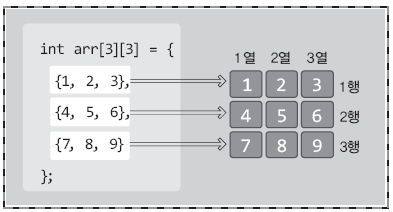 int arr[3][3] = {
1열 2열 3열
{1, 2, 3}, 1 2 3 1행
{4, 5, 6}, 4 5 6 2행
{7, 8, 9} 7 8 9 3행
};